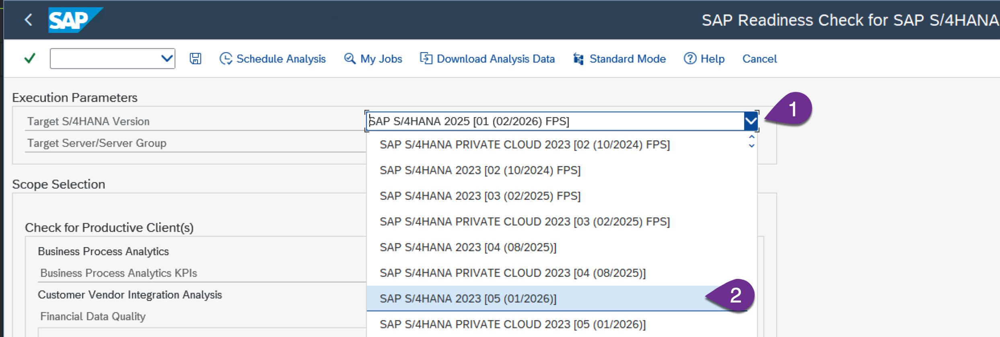 SAP SAP Readiness Check for SAP S/4HANA
Schedule Analysis My Jobs Download Analysis Data Standard Mode Help Cancel
Execution Parameters
Target S/4HANA Version SAP S/4HANA 2025 [01 (02/2026) FPS] 1
Target Server/Server Group
SAP S/4HANA PRIVATE CLOUD 2023 [02 (10/2024) FPS]
SAP S/4HANA 2023 [02 (10/2024) FPS]
SAP S/4HANA 2023 [03 (02/2025) FPS]
SAP S/4HANA PRIVATE CLOUD 2023 [03 (02/2025) FPS]
SAP S/4HANA 2023 [04 (08/2025)]
SAP S/4HANA PRIVATE CLOUD 2023 [04 (08/2025)]
SAP S/4HANA 2023 [05 (01/2026)] 2
SAP S/4HANA PRIVATE CLOUD 2023 [05 (01/2026)]
Scope Selection
Check for Productive Client(s)
Business Process Analytics
Business Process Analytics KPIs
Customer Vendor Integration Analysis
Financial Data Quality